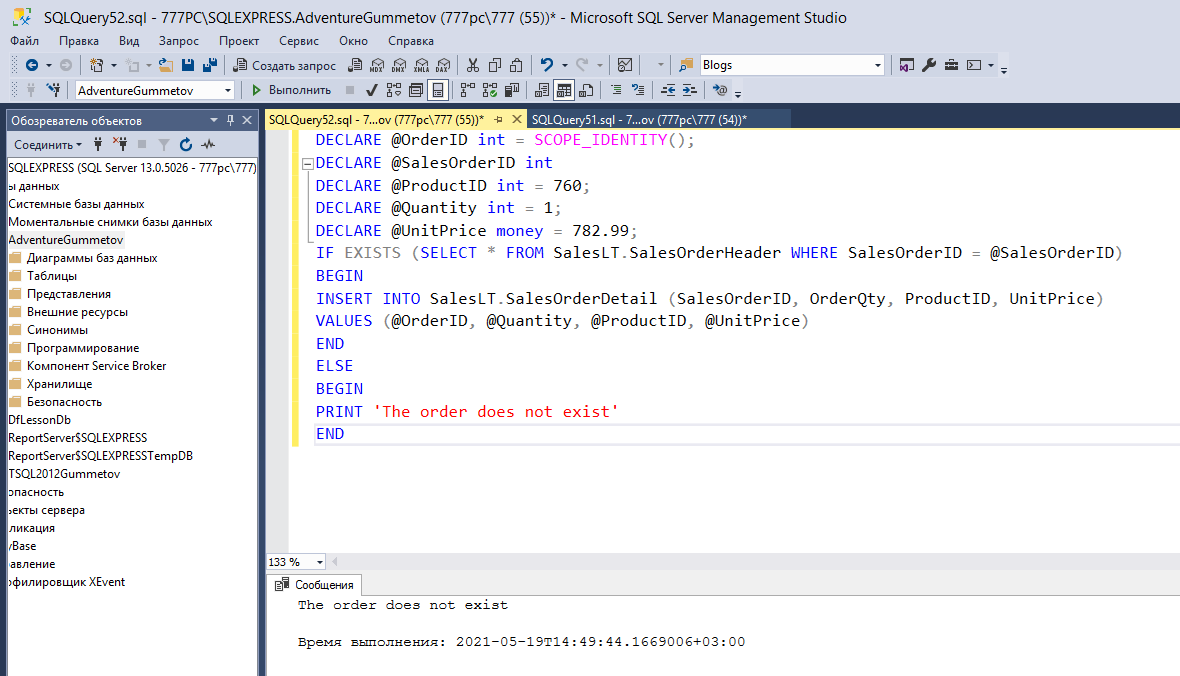 SQLQuery52.sql - 777PC\SQLEXPRESS.AdventureGummetov (777pc\777 (55))* - Microsoft SQL Server Management Studio
Файл Правка Вид Запрос Проект Сервис Окно Справка
Создать запрос MDX DMX XMLA DAX Blogs
AdventureGummetov Выполнить
Обозреватель объектов
SQLQuery52.sql - 7...ov (777pc\777 (55))* SQLQuery51.sql - 7...ov (777pc\777 (54))*
Соединить
SQLEXPRESS (SQL Server 13.0.5026 - 777pc\777)
ы данных
Системные базы данных
Моментальные снимки базы данных
AdventureGummetov
Диаграммы баз данных
Таблицы
Представления
Внешние ресурсы
Синонимы
Программирование
Компонент Service Broker
Хранилище
Безопасность
DfLessonDb
ReportServer$SQLEXPRESS
ReportServer$SQLEXPRESSTempDB
TSQL2012Gummetov
опасность
ъекты сервера
ликация
yBase
авление
офилировщик XEvent
DECLARE @OrderID int = SCOPE_IDENTITY();
DECLARE @SalesOrderID int
DECLARE @ProductID int = 760;
DECLARE @Quantity int = 1;
DECLARE @UnitPrice money = 782.99;
IF EXISTS (SELECT * FROM SalesLT.SalesOrderHeader WHERE SalesOrderID = @SalesOrderID)
BEGIN
INSERT INTO SalesLT.SalesOrderDetail (SalesOrderID, OrderQty, ProductID, UnitPrice)
VALUES (@OrderID, @Quantity, @ProductID, @UnitPrice)
END
ELSE
BEGIN
PRINT 'The order does not exist'
END
133 %
Сообщения
The order does not exist
Время выполнения: 2021-05-19T14:49:44.1669006+03:00